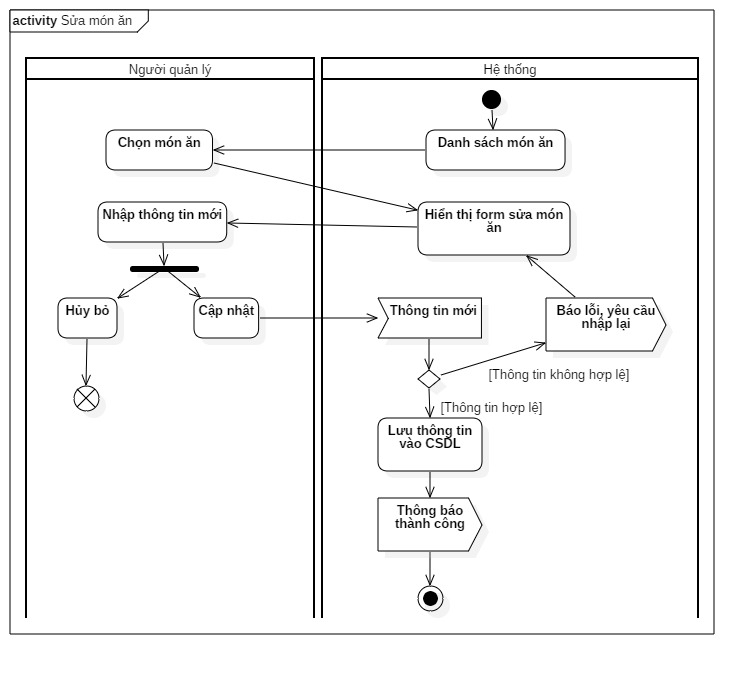 activity Sửa món ăn
Người quản lý
Hệ thống
Chọn món ăn
Danh sách món ăn
Nhập thông tin mới
Hiển thị form sửa món
ăn
Hủy bỏ
Cập nhật
Thông tin mới
Báo lỗi, yêu cầu
nhập lại
[Thông tin không hợp lệ]
[Thông tin hợp lệ]
Lưu thông tin
vào CSDL
Thông báo
thành công